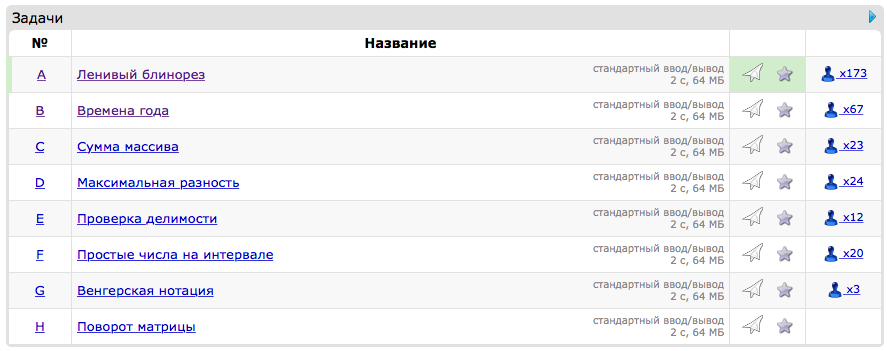 Задачи
№ Название
A Ленивый блинорез стандартный ввод/вывод x173
2 с, 64 МБ
B Времена года стандартный ввод/вывод x67
2 с, 64 МБ
C Сумма массива стандартный ввод/вывод x23
2 с, 64 МБ
D Максимальная разность стандартный ввод/вывод x24
2 с, 64 МБ
E Проверка делимости стандартный ввод/вывод x12
2 с, 64 МБ
F Простые числа на интервале стандартный ввод/вывод x20
2 с, 64 МБ
G Венгерская нотация стандартный ввод/вывод x3
2 с, 64 МБ
H Поворот матрицы стандартный ввод/вывод
2 с, 64 МБ